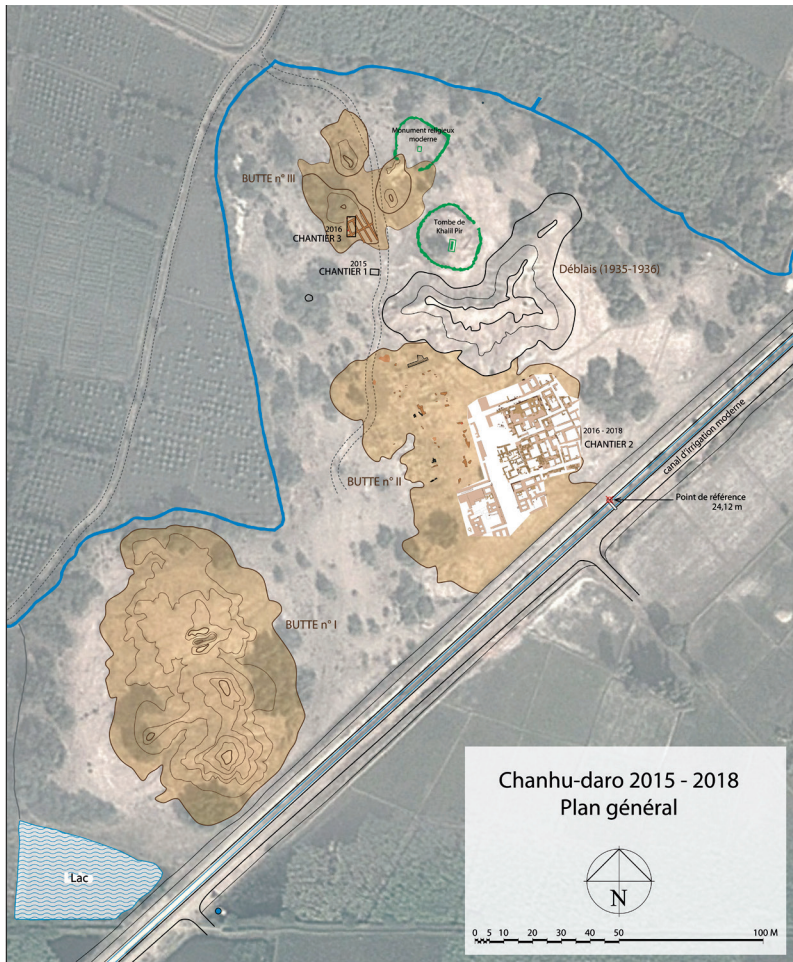 Monument religieux
moderne
BUTTE n° III
Tombe de
Khalil Pir
2016
CHANTIER 3
2015
CHANTIER 1
Déblais (1935-1936)
2016 - 2018
CHANTIER 2
canal d'irrigation moderne
BUTTE n° II
Point de référence
24,12 m
BUTTE n° I
Lac
Chanhu-daro 2015 - 2018
Plan général
N
0 5 10 20 30 40 50 100 M